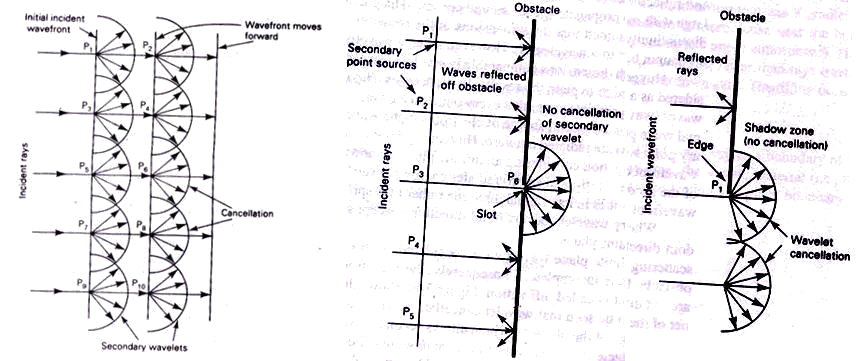 Initial incident
wavefront
Wavefront moves
forward
P1
P2
P3
P4
P5
P6
P7
P8
P9
P10
Incident rays
Cancellation
Secondary wavelets
Obstacle
P1
Secondary
point sources
Waves reflected
off obstacle
P2
No cancellation
of secondary
wavelet
Incident rays
P3
P6
Slot
P4
P5
Obstacle
Reflected
rays
Shadow zone
(no cancellation)
Edge
P1
Incident wavefront
Wavelet
cancellation